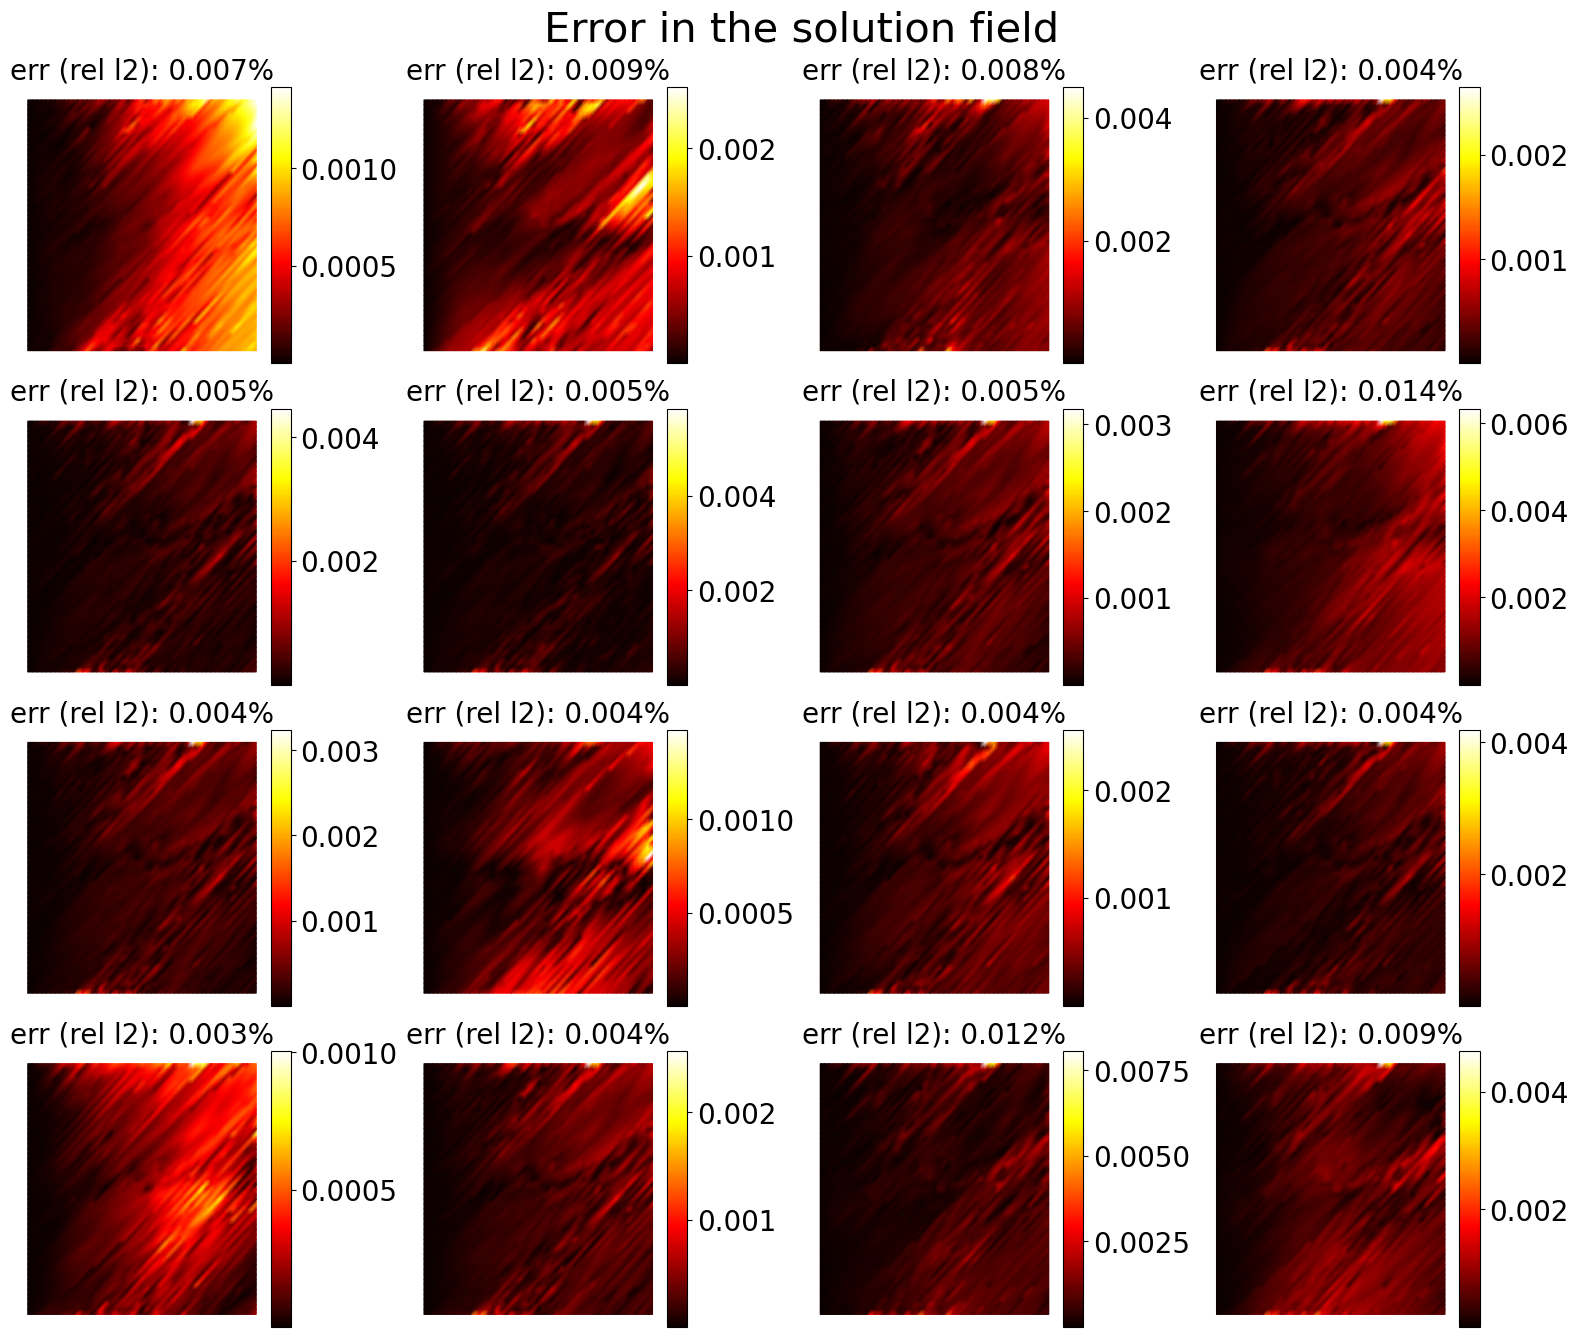 Error in the solution field
err (rel l2): 0.007%
0.0010
0.0005
err (rel l2): 0.009%
0.002
0.001
err (rel l2): 0.008%
0.004
0.002
err (rel l2): 0.004%
0.002
0.001
err (rel l2): 0.005%
0.004
0.002
err (rel l2): 0.005%
0.004
0.002
err (rel l2): 0.005%
0.003
0.002
0.001
err (rel l2): 0.014%
0.006
0.004
0.002
err (rel l2): 0.004%
0.003
0.002
0.001
err (rel l2): 0.004%
0.0010
0.0005
err (rel l2): 0.004%
0.002
0.001
err (rel l2): 0.004%
0.004
0.002
err (rel l2): 0.003%
0.0010
0.0005
err (rel l2): 0.004%
0.002
0.001
err (rel l2): 0.012%
0.0075
0.0050
0.0025
err (rel l2): 0.009%
0.004
0.002